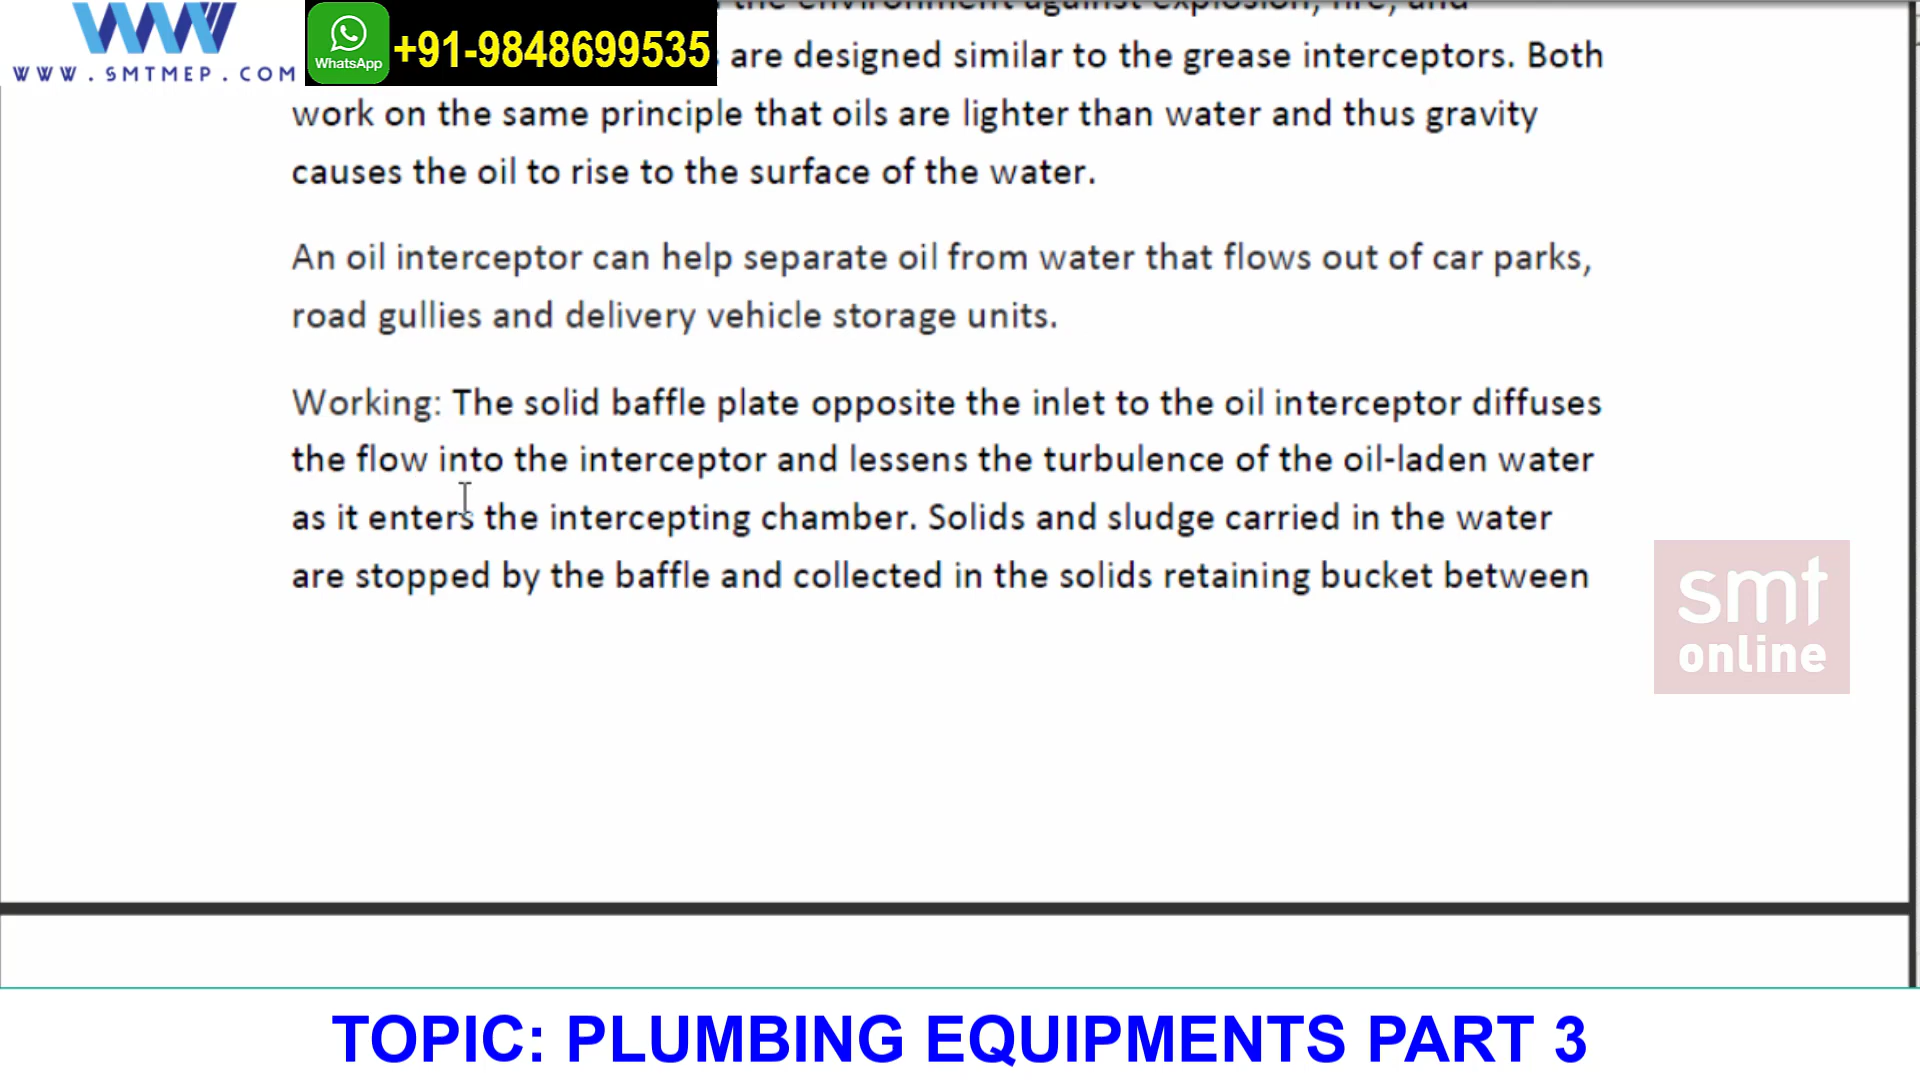 the environment against explosion, fire, and
WWW.SMTMEP.COM
WhatsApp
+91-9848699535
are designed similar to the grease interceptors. Both
work on the same principle that oils are lighter than water and thus gravity
causes the oil to rise to the surface of the water.
An oil interceptor can help separate oil from water that flows out of car parks,
road gullies and delivery vehicle storage units.
Working: The solid baffle plate opposite the inlet to the oil interceptor diffuses
the flow into the interceptor and lessens the turbulence of the oil-laden water
as it enters the intercepting chamber. Solids and sludge carried in the water
are stopped by the baffle and collected in the solids retaining bucket between
smt
online
TOPIC: PLUMBING EQUIPMENTS PART 3